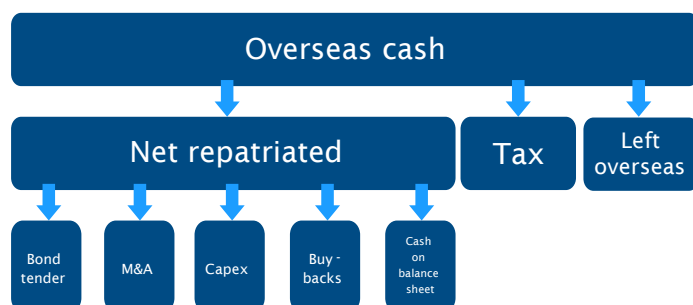 Overseas cash
Net repatriated
Tax
Left
overseas
Bond
tender
M&A
Capex
Buy-
backs
Cash
on
balance
sheet